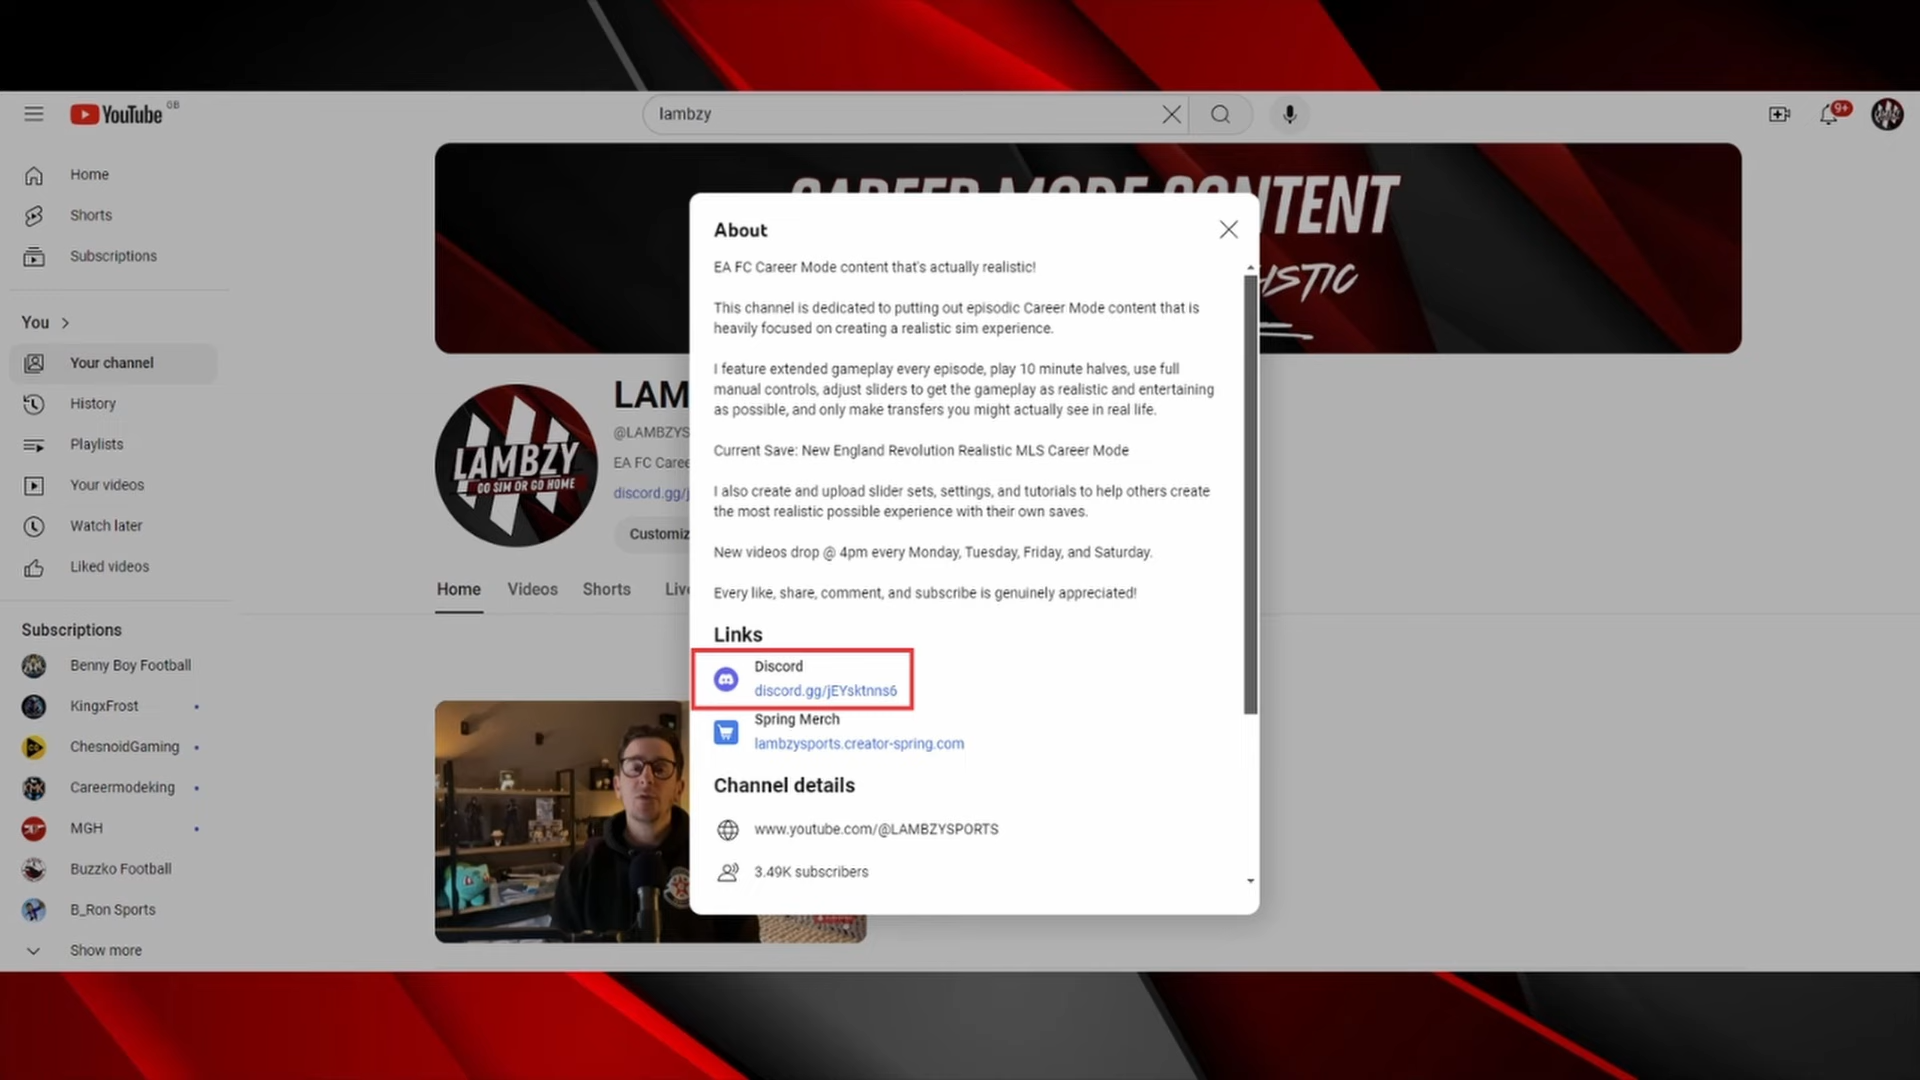 YouTube GB
lambzy
9+
Home
Shorts
Subscriptions
You
Your channel
History
Playlists
Your videos
Watch later
Liked videos
Subscriptions
Benny Boy Football
KingxFrost
ChesnoidGaming
Careermodeking
MGH
Buzzko Football
B_Ron Sports
Show more
CAREER MODE CONTENT
LAMBZY
GO SIM OR GO HOME
LAM
@LAMBZYS
EA FC Caree
discord.gg/j
Customiz
Home Videos Shorts Live
About
EA FC Career Mode content that's actually realistic!
This channel is dedicated to putting out episodic Career Mode content that is
heavily focused on creating a realistic sim experience.
I feature extended gameplay every episode, play 10 minute halves, use full
manual controls, adjust sliders to get the gameplay as realistic and entertaining
as possible, and only make transfers you might actually see in real life.
Current Save: New England Revolution Realistic MLS Career Mode
I also create and upload slider sets, settings, and tutorials to help others create
the most realistic possible experience with their own saves.
New videos drop @ 4pm every Monday, Tuesday, Friday, and Saturday.
Every like, share, comment, and subscribe is genuinely appreciated!
Links
Discord
discord.gg/jEYsktnns6
Spring Merch
lambzysports.creator-spring.com
Channel details
www.youtube.com/@LAMBZYSPORTS
3.49K subscribers